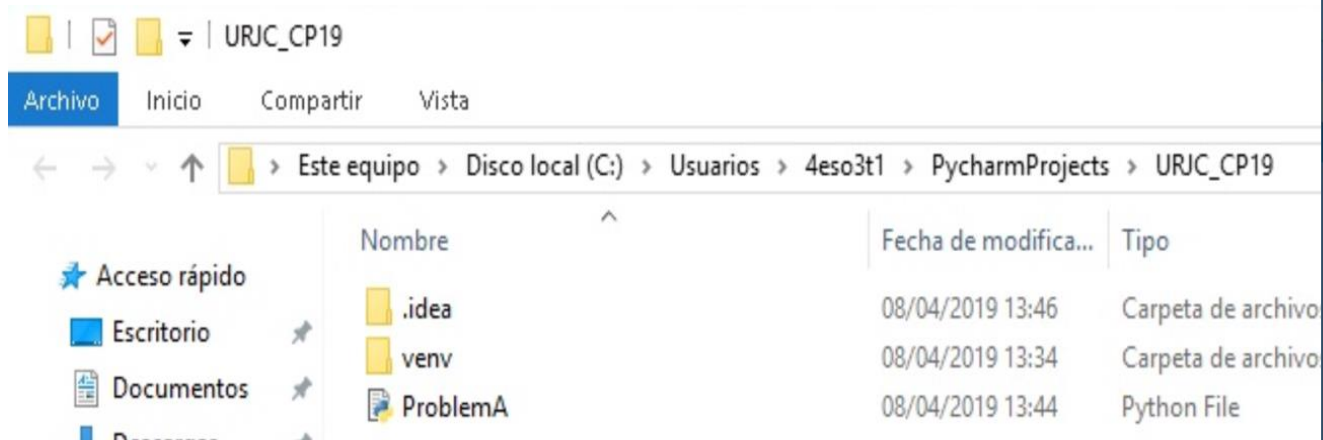 URJC_CP19
Archivo Inicio Compartir Vista
Este equipo > Disco local (C:) > Usuarios > 4eso3t1 > PycharmProjects > URJC_CP19
Nombre Fecha de modifica... Tipo
Acceso rápido
.idea 08/04/2019 13:46 Carpeta de archivos
Escritorio
venv 08/04/2019 13:34 Carpeta de archivos
Documentos
ProblemA 08/04/2019 13:44 Python File